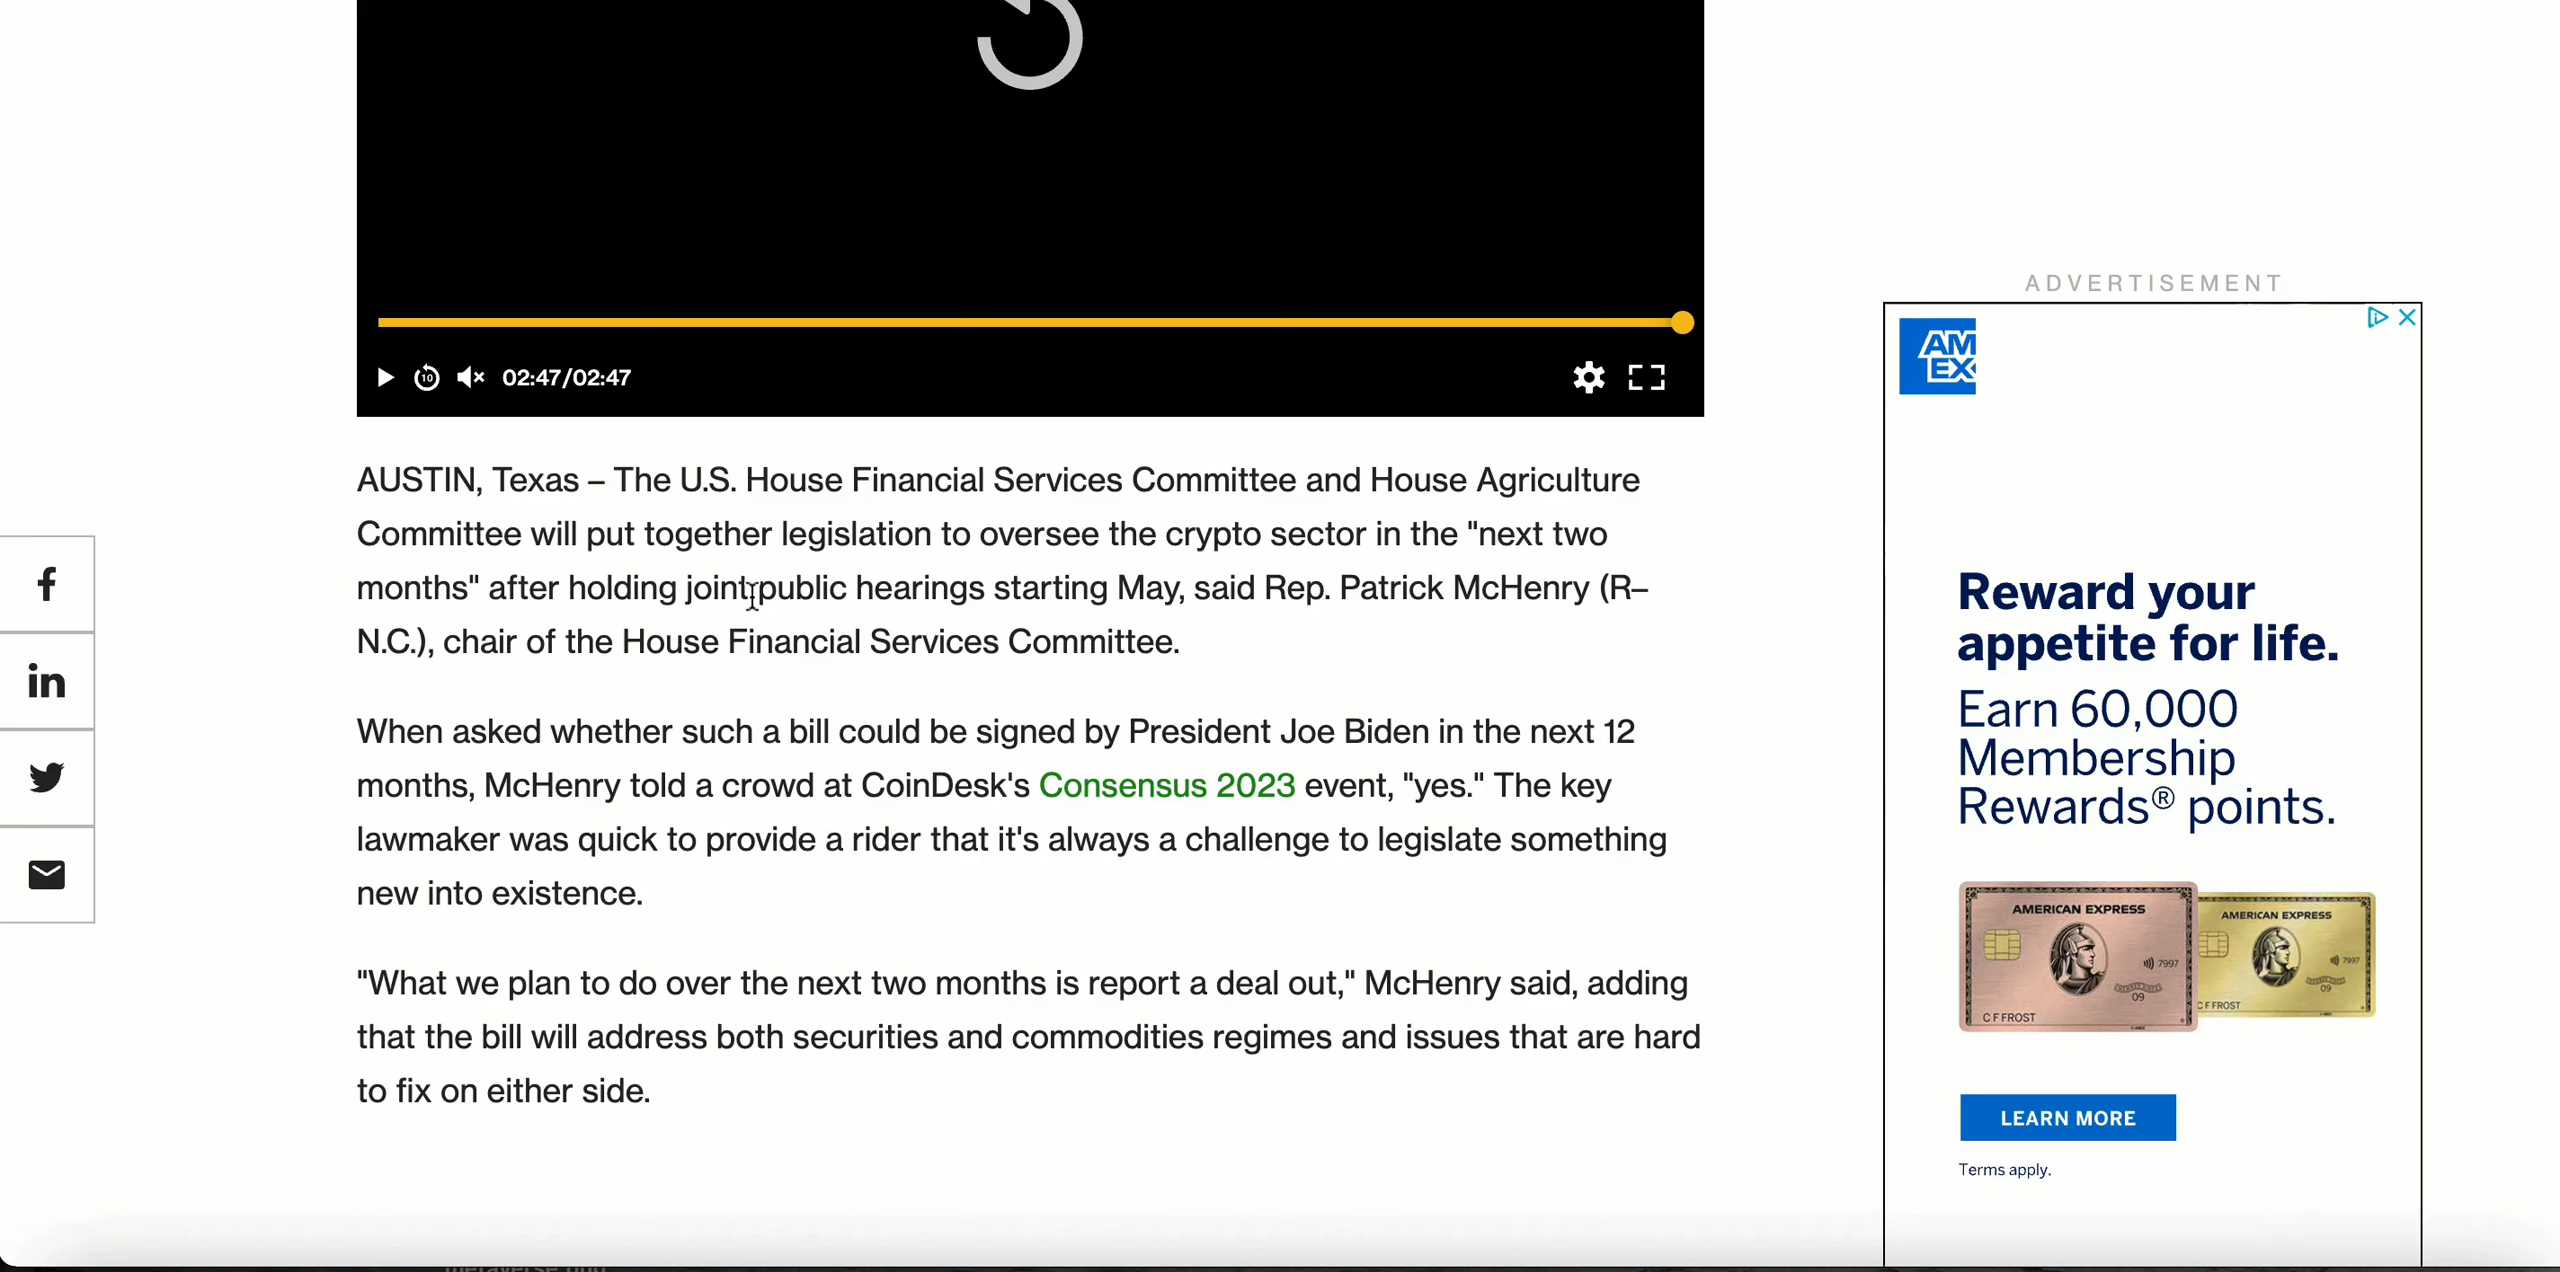 10
02:47/02:47
AUSTIN, Texas – The U.S. House Financial Services Committee and House Agriculture
Committee will put together legislation to oversee the crypto sector in the "next two
months" after holding joint public hearings starting May, said Rep. Patrick McHenry (R–
N.C.), chair of the House Financial Services Committee.
When asked whether such a bill could be signed by President Joe Biden in the next 12
months, McHenry told a crowd at CoinDesk's Consensus 2023 event, "yes." The key
lawmaker was quick to provide a rider that it's always a challenge to legislate something
new into existence.
"What we plan to do over the next two months is report a deal out," McHenry said, adding
that the bill will address both securities and commodities regimes and issues that are hard
to fix on either side.
f
in
ADVERTISEMENT
AM
EX
Reward your
appetite for life.
Earn 60,000
Membership
Rewards® points.
AMERICAN EXPRESS
7997
09
C F FROST
AMERICAN EXPRESS
7997
09
C F FROST
LEARN MORE
Terms apply.